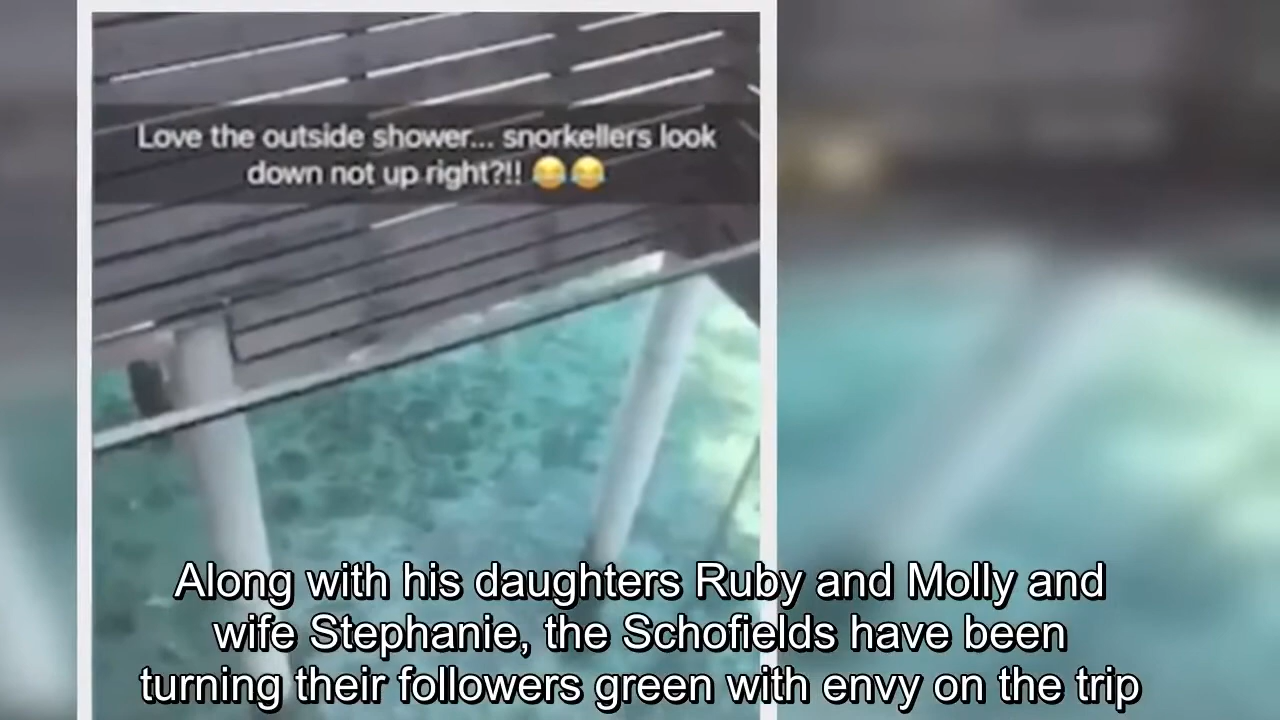 Love the outside shower... snorkellers look
down not up right?!! 😂😂
Along with his daughters Ruby and Molly and
wife Stephanie, the Schofields have been
turning their followers green with envy on the trip